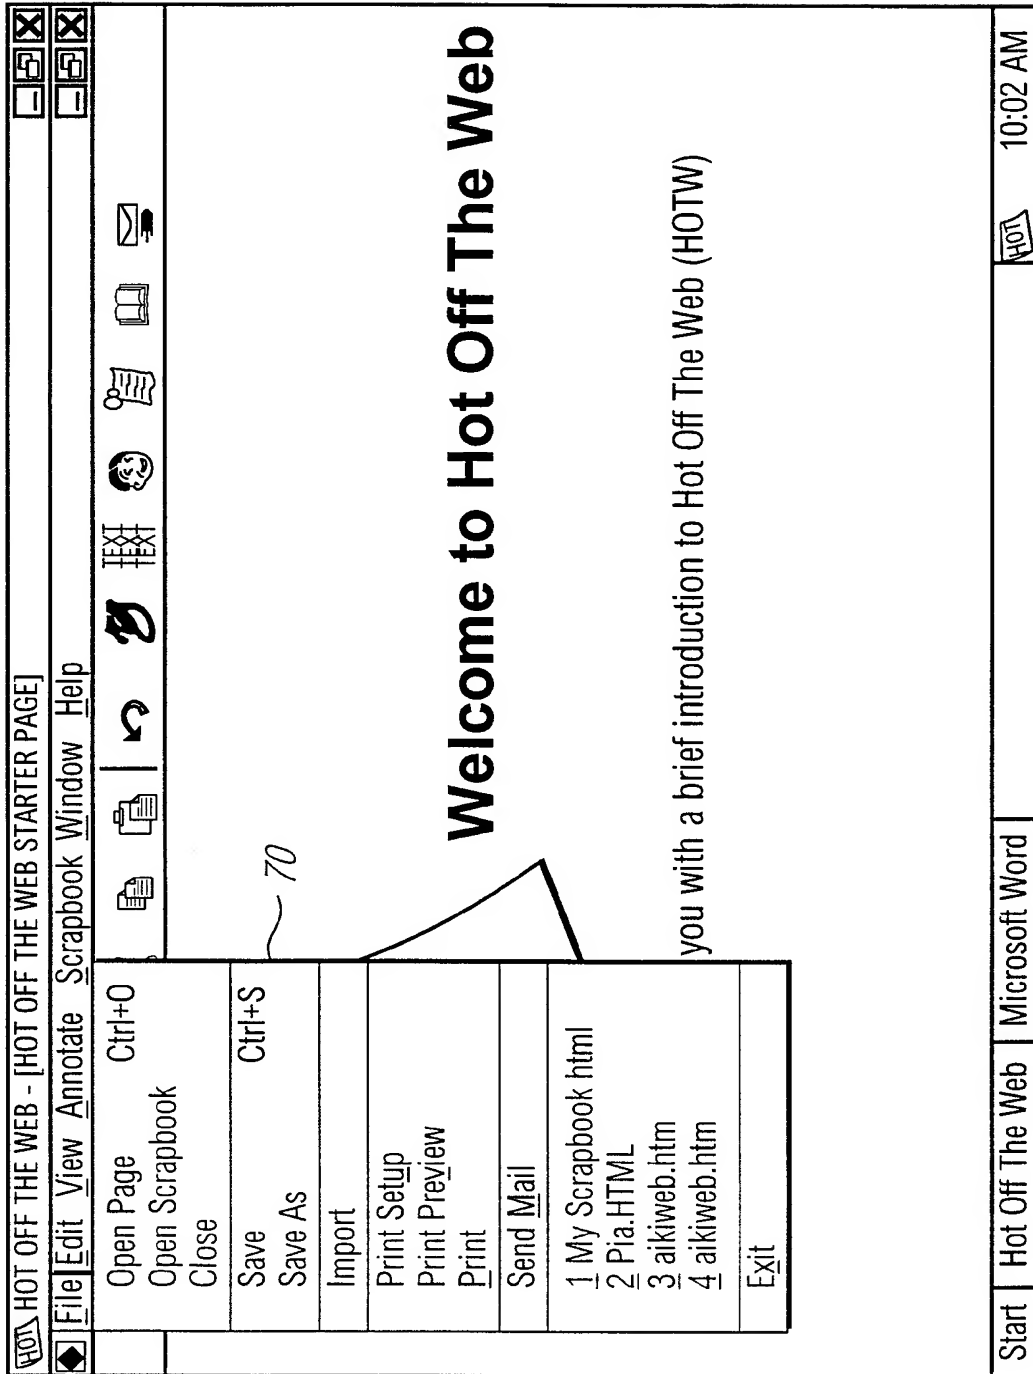 HOT HOT OFF THE WEB - [HOT OFF THE WEB STARTER PAGE]
File Edit View Annotate Scrapbook Window Help
TEXT
Open Page Ctrl+O
Open Scrapbook
Close
Save Ctrl+S
Save As
Import
Print Setup
Print Preview
Print
Send Mail
1 My Scrapbook html
2 Pia.HTML
3 aikiweb.htm
4 aikiweb.htm
Exit
70
Welcome to Hot Off The Web
you with a brief introduction to Hot Off The Web (HOTW)
Start Hot Off The Web Microsoft Word HOT 10:02 AM